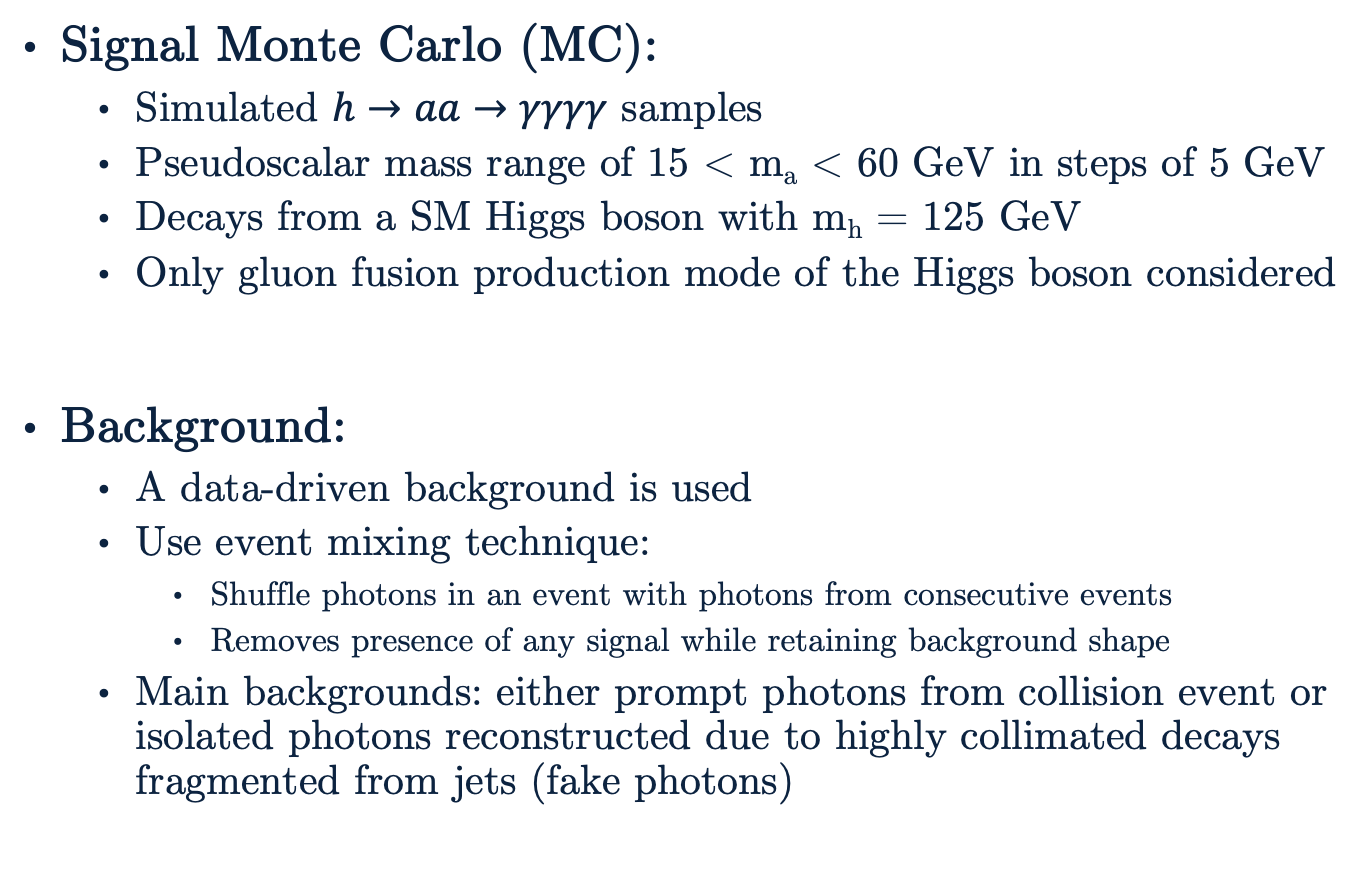 • Signal Monte Carlo (MC):
• Simulated h → aa → γγγγ samples
• Pseudoscalar mass range of 15 < mₐ < 60 GeV in steps of 5 GeV
• Decays from a SM Higgs boson with mₕ = 125 GeV
• Only gluon fusion production mode of the Higgs boson considered
• Background:
• A data-driven background is used
• Use event mixing technique:
• Shuffle photons in an event with photons from consecutive events
• Removes presence of any signal while retaining background shape
• Main backgrounds: either prompt photons from collision event or
isolated photons reconstructed due to highly collimated decays
fragmented from jets (fake photons)